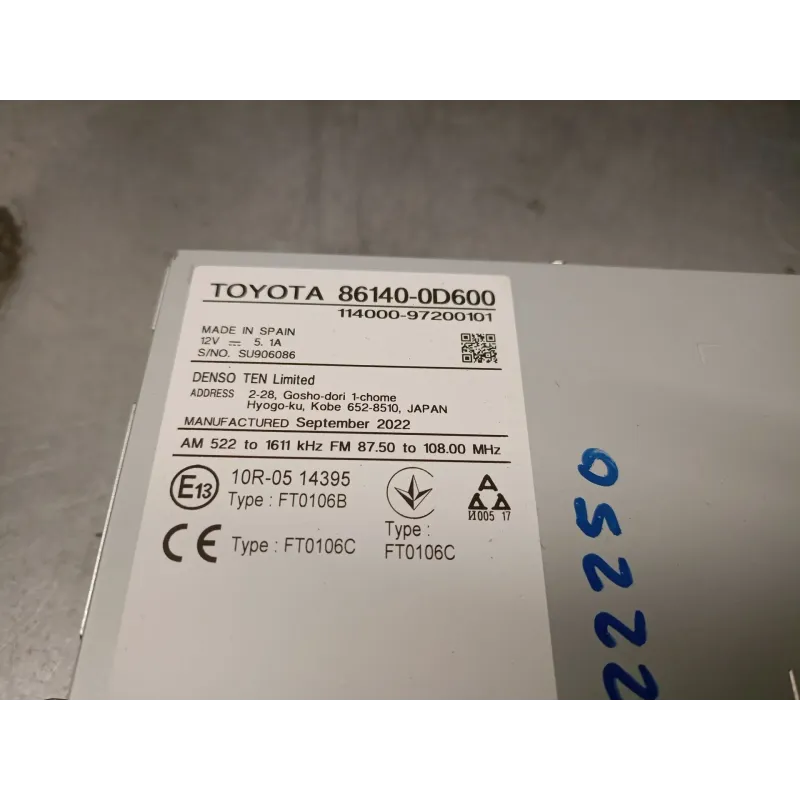 TOYOTA 86140-0D600
114000-97200101
MADE IN SPAIN
12V ⎓ 5. 1A
S/NO. SU906086
DENSO TEN Limited
ADDRESS 2-28, Gosho-dori 1-chome
Hyogo-ku, Kobe 652-8510, JAPAN
MANUFACTURED September 2022
AM 522 to 1611 kHz FM 87.50 to 108.00 MHz
E13 10R-05 14395
Type : FT0106B
CE Type : FT0106C
Type :
FT0106C
И005 17
05222